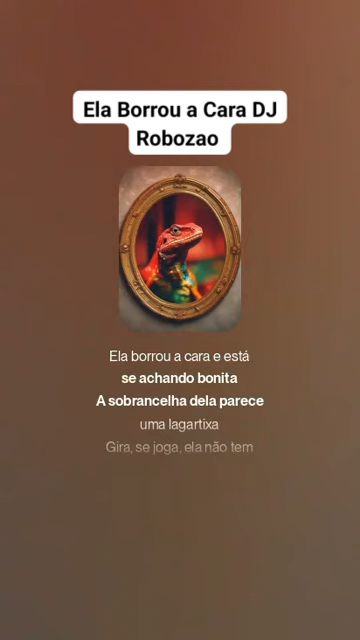 Ela Borrou a Cara DJ
Robozao
Ela borrou a cara e está
se achando bonita
A sobrancelha dela parece
uma lagartixa
Gira, se joga, ela não tem